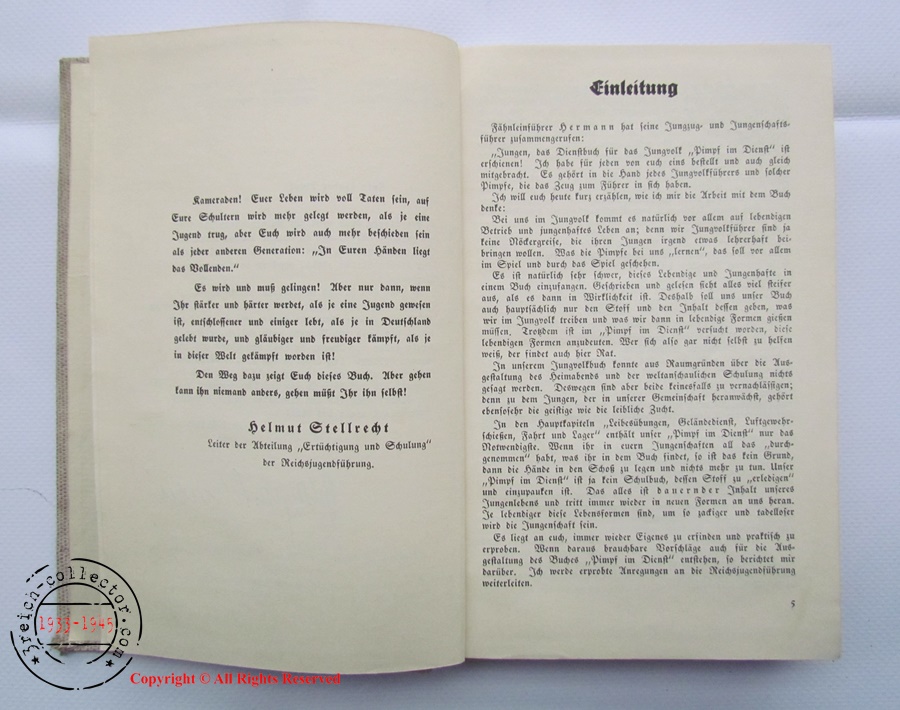 Kameraden! Euer Leben wird voll Taten sein, auf
Eure Schultern wird mehr gelegt werden, als je eine
Jugend trug, aber Euch wird auch mehr beschieden sein
als jeder anderen Generation: „In Euren Händen liegt
das Vollenden.“
Es wird und muß gelingen! Aber nur dann, wenn
Ihr stärker und härter werdet, als je eine Jugend gewesen
ist, entschlossener und einiger lebt, als je in Deutschland
gelebt wurde, und gläubiger und freudiger kämpft, als je
in dieser Welt gekämpft worden ist!
Den Weg dazu zeigt Euch dieses Buch. Aber gehen
kann ihn niemand anders, gehen müßt Ihr ihn selbst!
Helmut Stellrecht
Leiter der Abteilung „Ertüchtigung und Schulung“
der Reichsjugendführung.
Einleitung
Fähnleinführer Hermann hat seine Jungzug- und Jungenschafts-
führer zusammengerufen:
„Jungen, das Dienstbuch für das Jungvolk „Pimpf im Dienst“ ist
erschienen! Ich habe für jeden von euch eins bestellt und auch gleich
mitgebracht. Es gehört in die Hand jedes Jungvolkführers und solcher
Pimpfe, die das Zeug zum Führer in sich haben.
Ich will euch heute kurz erzählen, wie ich mir die Arbeit mit dem Buch
denke:
Bei uns im Jungvolk kommt es natürlich vor allem auf lebendigen
Betrieb und jungenhaftes Leben an; denn wir Jungvolkführer sind ja
keine Nöckergreise, die ihren Jungen irgend etwas lehrerhaft bei-
bringen wollen. Was die Pimpfe bei uns „lernen“, das soll vor allem
im Spiel und durch das Spiel geschehen.
Es ist natürlich sehr schwer, dieses Lebendige und Jungenhafte in
einem Buch einzufangen. Geschrieben und gelesen sieht alles viel steifer
aus, als es dann in Wirklichkeit ist. Deshalb soll uns unser Buch
auch hauptsächlich nur den Stoff und den Inhalt dessen geben, was
wir im Jungvolk treiben und was wir dann in lebendige Formen gießen
müssen. Trotzdem ist im „Pimpf im Dienst“ versucht worden, diese
lebendigen Formen anzudeuten. Wer sich also gar nicht selbst zu helfen
weiß, der findet auch hier Rat.
In unserem Jungvolkbuch konnte aus Raumgründen über die Aus-
gestaltung des Heimabends und der weltanschaulichen Schulung nichts
gesagt werden. Deswegen sind aber beide keinesfalls zu vernachlässigen;
denn zu dem Jungen, der in unserer Gemeinschaft heranwächst, gehört
ebensosehr die geistige wie die leibliche Zucht.
In den Hauptkapiteln „Leibesübungen, Geländedienst, Luftgewehr-
schießen, Fahrt und Lager“ enthält unser „Pimpf im Dienst“ nur das
Notwendigste. Wenn ihr in euern Jungenschaften all das „durch-
genommen“ habt, was ihr in dem Buch findet, so ist das kein Grund,
dann die Hände in den Schoß zu legen und nichts mehr zu tun. Unser
„Pimpf im Dienst“ ist ja kein Schulbuch, dessen Stoff zu „erledigen“
und einzupauken ist. Das alles ist dauernder Inhalt unseres
Jungenlebens und tritt immer wieder in neuen Formen an uns heran.
Je lebendiger diese Lebensformen sind, um so zackiger und tadelloser
wird die Jungenschaft sein.
Es liegt an euch, immer wieder Eigenes zu erfinden und praktisch zu
erproben. Wenn daraus brauchbare Vorschläge auch für die Aus-
gestaltung des Buches „Pimpf im Dienst“ entstehen, so berichtet mir
darüber. Ich werde erprobte Anregungen an die Reichsjugendführung
weiterleiten.
5
3reich-collector.com
1933-1945
Copyright © All Rights Reserved